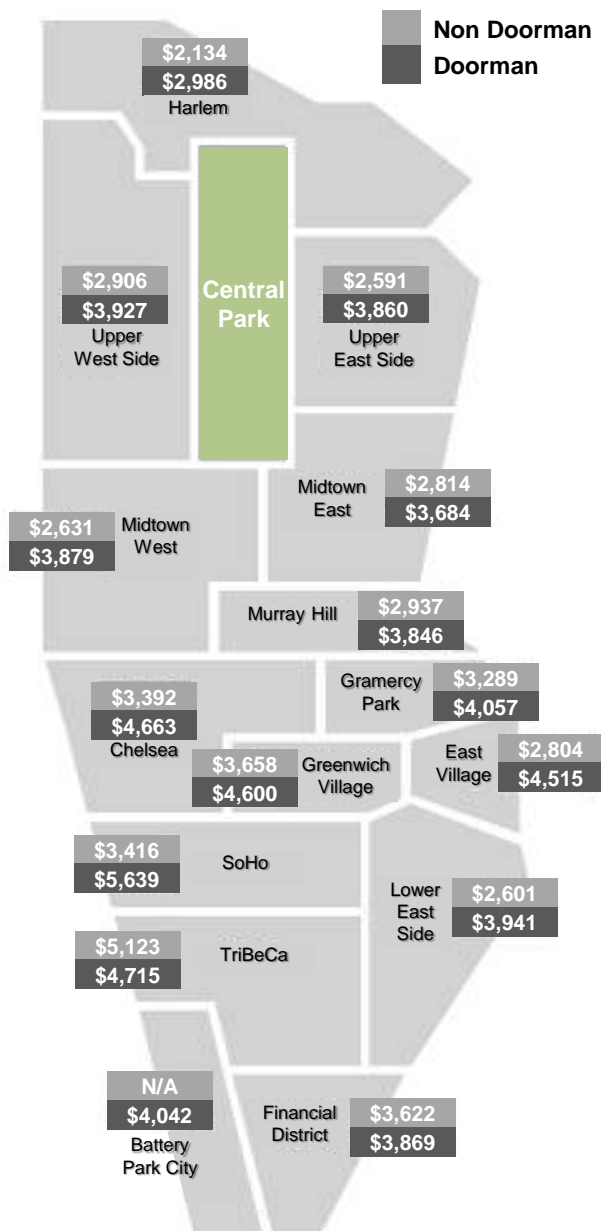 Non Doorman
Doorman
$2,134
$2,986
Harlem
$2,906
$3,927
Upper
West Side
Central
Park
$2,591
$3,860
Upper
East Side
Midtown
East
$2,814
$3,684
$2,631
$3,879
Midtown
West
Murray Hill
$2,937
$3,846
$3,392
$4,663
Chelsea
Gramercy
Park
$3,289
$4,057
$3,658
$4,600
Greenwich
Village
East
Village
$2,804
$4,515
$3,416
$5,639
SoHo
Lower
East
Side
$2,601
$3,941
$5,123
$4,715
TriBeCa
N/A
$4,042
Battery
Park City
Financial
District
$3,622
$3,869